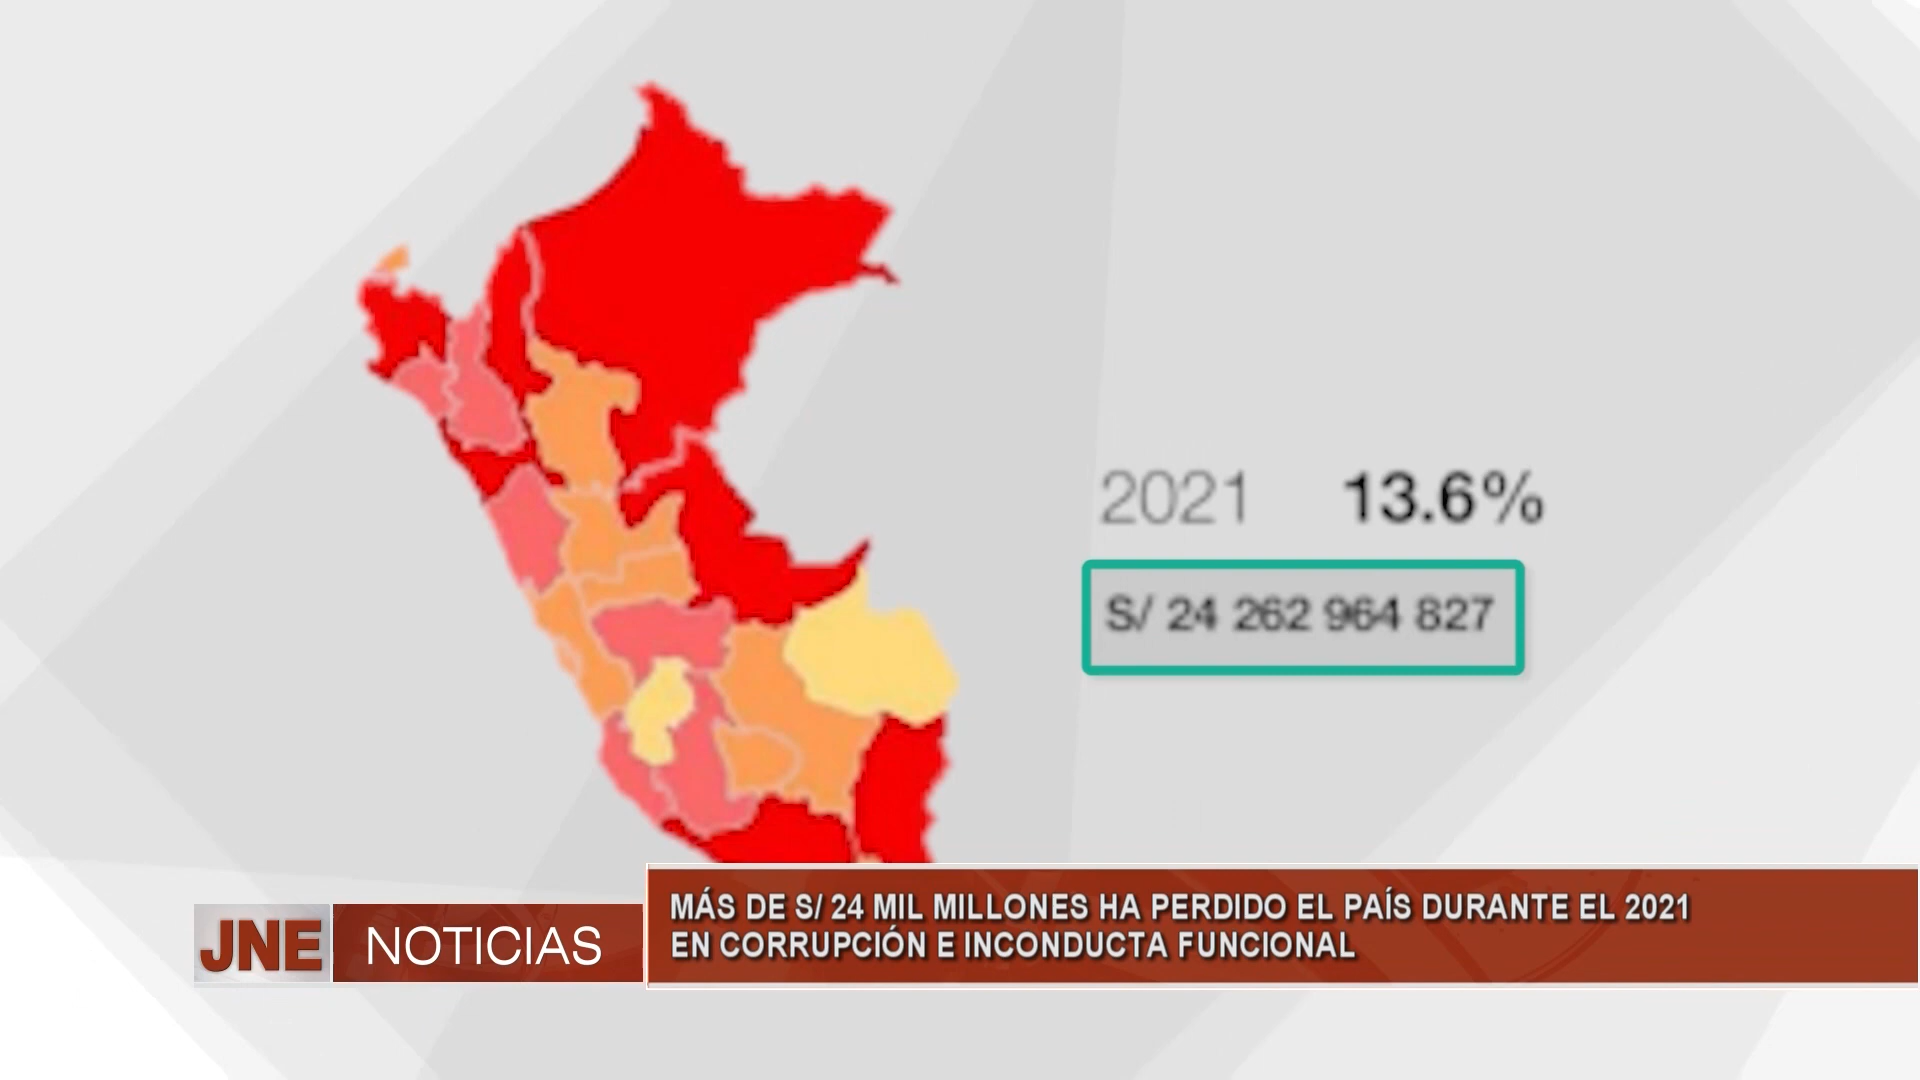 2021 13.6%
S/ 24 262 964 827
JNE NOTICIAS
MÁS DE S/ 24 MIL MILLONES HA PERDIDO EL PAÍS DURANTE EL 2021
EN CORRUPCIÓN E INCONDUCTA FUNCIONAL